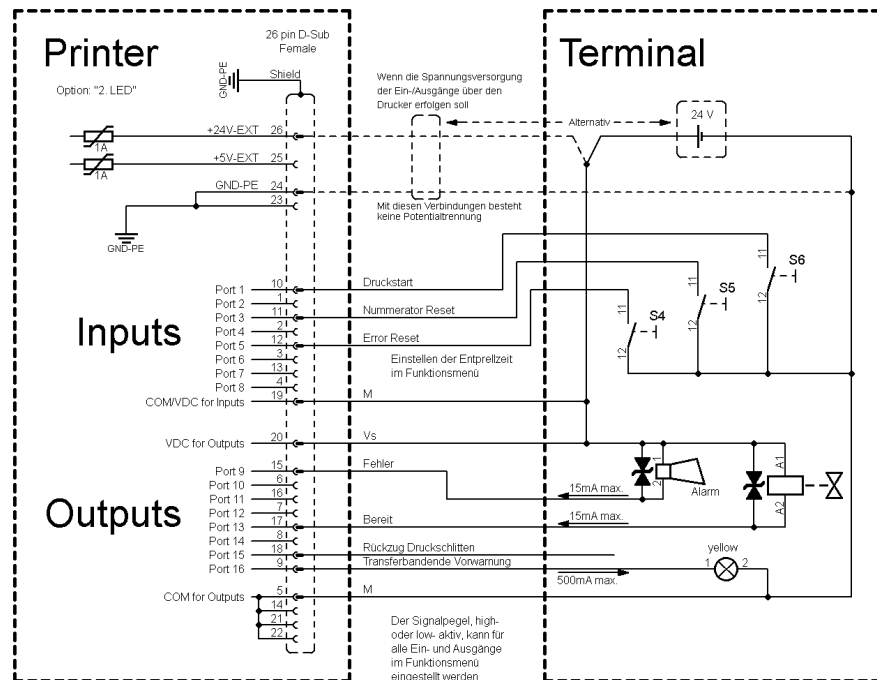 Printer
Terminal
26 pin D-Sub
Female
Option: "2. LED"
GND-PE
Shield
Wenn die Spannungsversorgung
der Ein-/Ausgänge über den
Drucker erfolgen soll
Alternativ
24 V
+24V-EXT 26
1A
+5V-EXT 25
1A
GND-PE 24
23
GND-PE
Mit diesen Verbindungen besteht
keine Potentialtrennung
Inputs
Port 1 10 Druckstart
Port 2 1
Port 3 11 Nummerator Reset
Port 4 2
Port 5 12 Error Reset
Port 6 3
Port 7 13
Port 8 4
COM/VDC for Inputs 19 M
Einstellen der Entprellzeit
im Funktionsmenü
11
S6
12
11
S5
12
11
S4
12
VDC for Outputs 20 Vs
Outputs
Port 9 15 Fehler
Port 10 6
Port 11 16
Port 12 7
Port 13 17 Bereit
Port 14 8
Port 15 18 Rückzug Druckschlitten
Port 16 9 Transferbandende Vorwarnung
COM for Outputs 5 M
14
21
22
15mA max.
1
2
Alarm
A1
A2
15mA max.
yellow
1 2
500mA max.
Der Signalpegel, high-
oder low- aktiv, kann für
alle Ein- und Ausgänge
im Funktionsmenü
eingestellt werden